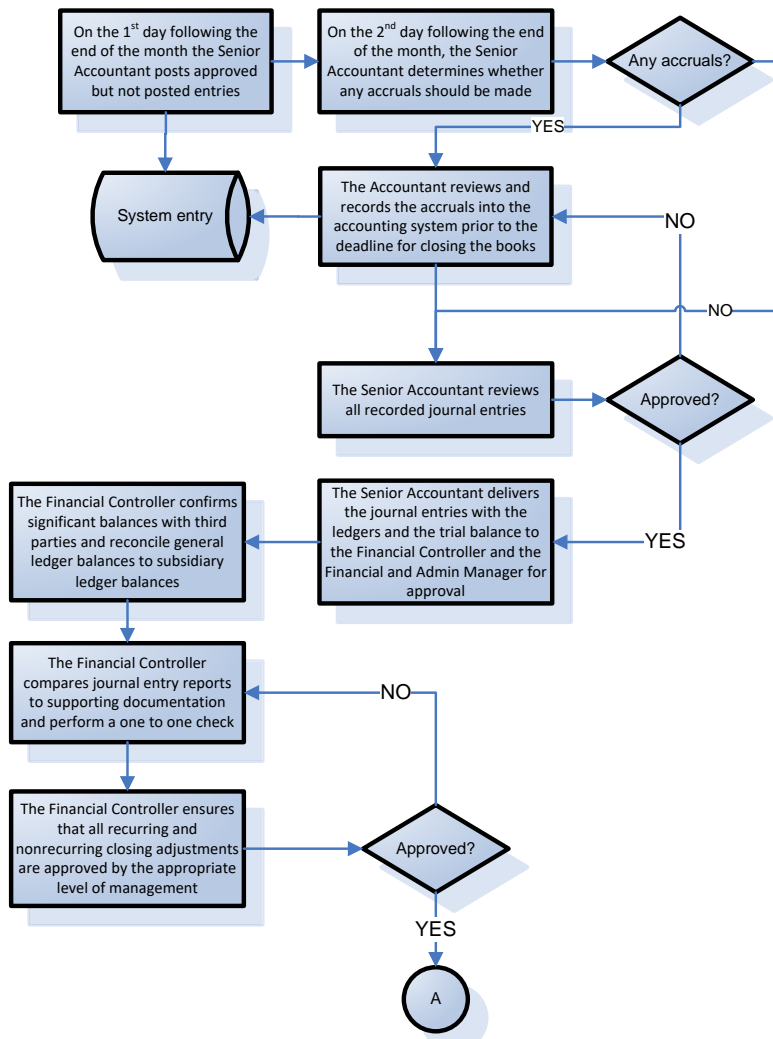 On the 1st day following the
end of the month the Senior
Accountant posts approved
but not posted entries
On the 2nd day following the end
of the month, the Senior
Accountant determines whether
any accruals should be made
Any accruals?
YES
System entry
The Accountant reviews and
records the accruals into the
accounting system prior to the
deadline for closing the books
NO
NO
The Senior Accountant reviews
all recorded journal entries
Approved?
The Financial Controller confirms
significant balances with third
parties and reconcile general
ledger balances to subsidiary
ledger balances
The Senior Accountant delivers
the journal entries with the
ledgers and the trial balance to
the Financial Controller and the
Financial and Admin Manager for
approval
YES
The Financial Controller
compares journal entry reports
to supporting documentation
and perform a one to one check
NO
The Financial Controller ensures
that all recurring and
nonrecurring closing adjustments
are approved by the appropriate
level of management
Approved?
YES
A